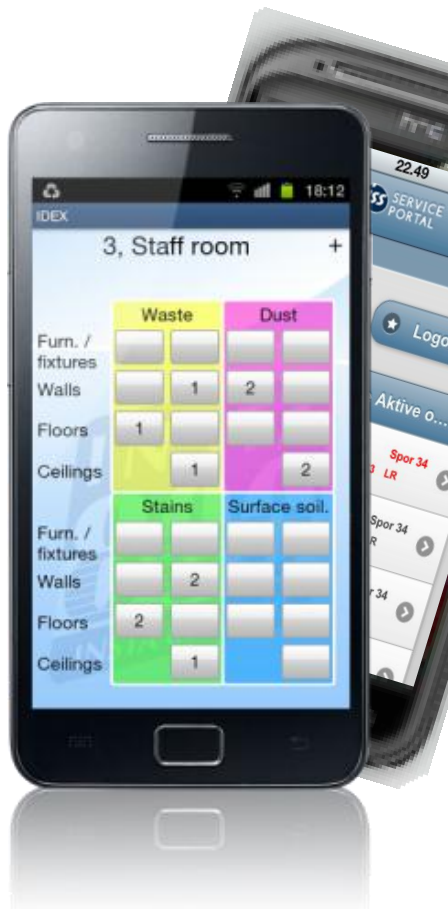 18:12
IDEX
3, Staff room +
Waste Dust
Furn. /
fixtures
Walls 1 2
Floors 1
Ceilings 1 2
Stains Surface soil.
Furn. /
fixtures
Walls 2
Floors 2
Ceilings 1
22.49
SERVICE
PORTAL
Logo
Aktive o...
Spor 34
LR
Spor 34
R
r 34